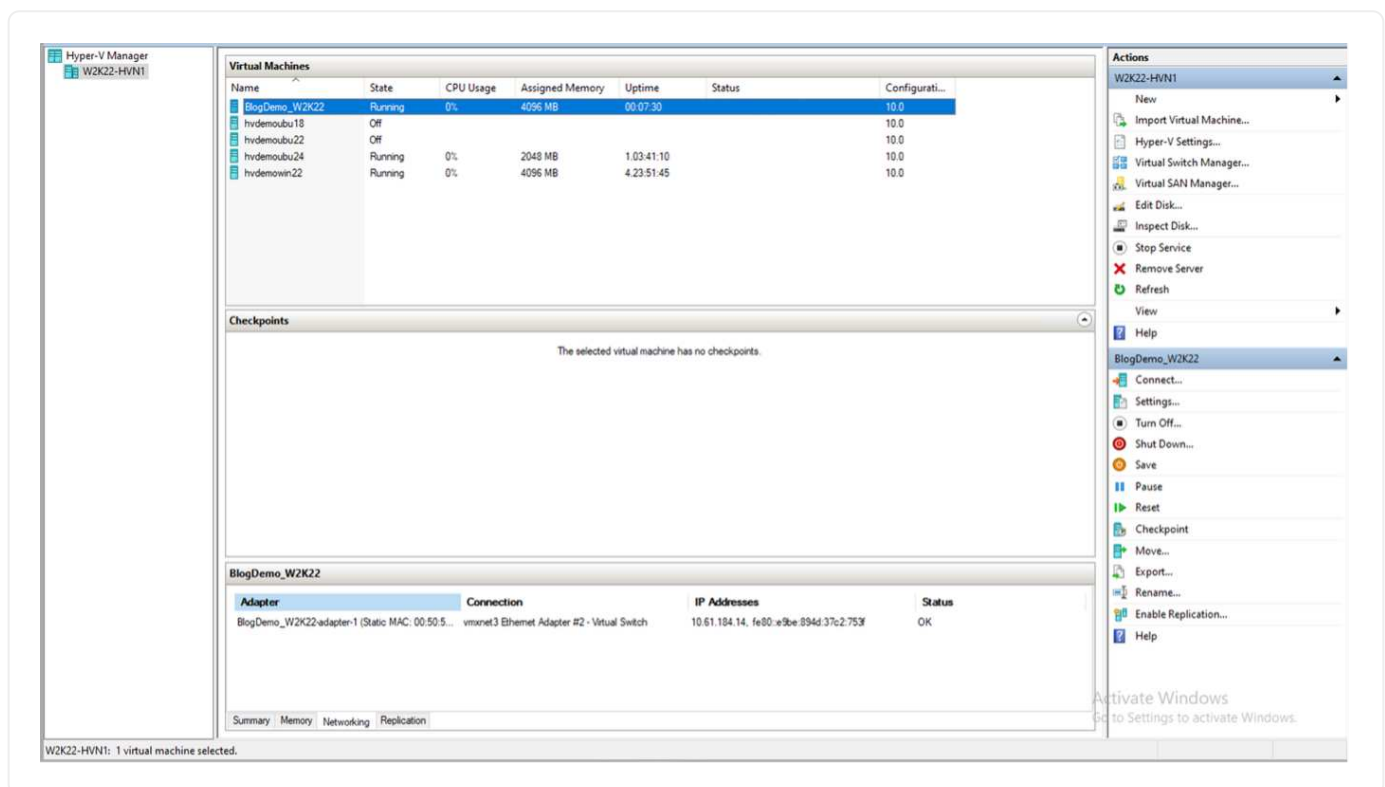 Hyper-V Manager
W2K22-HVN1
Virtual Machines
Name State CPU Usage Assigned Memory Uptime Status Configurati...
BlogDemo_W2K22 Running 0% 4096 MB 00:07:30 10.0
hvdemoubu18 Off 10.0
hvdemoubu22 Off 10.0
hvdemoubu24 Running 0% 2048 MB 1.03:41:10 10.0
hvdemowin22 Running 0% 4096 MB 4.23:51:45 10.0
Checkpoints
The selected virtual machine has no checkpoints.
BlogDemo_W2K22
Adapter Connection IP Addresses Status
BlogDemo_W2K22-adapter-1 (Static MAC: 00:50:5... vmxnet3 Ethernet Adapter #2 - Virtual Switch 10.61.184.14, fe80::e9be:894d:37c2:753f OK
Summary Memory Networking Replication
Actions
W2K22-HVN1
New
Import Virtual Machine...
Hyper-V Settings...
Virtual Switch Manager...
Virtual SAN Manager...
Edit Disk...
Inspect Disk...
Stop Service
Remove Server
Refresh
View
Help
BlogDemo_W2K22
Connect...
Settings...
Turn Off...
Shut Down...
Save
Pause
Reset
Checkpoint
Move...
Export...
Rename...
Enable Replication...
Help
Activate Windows
Go to Settings to activate Windows.
W2K22-HVN1: 1 virtual machine selected.